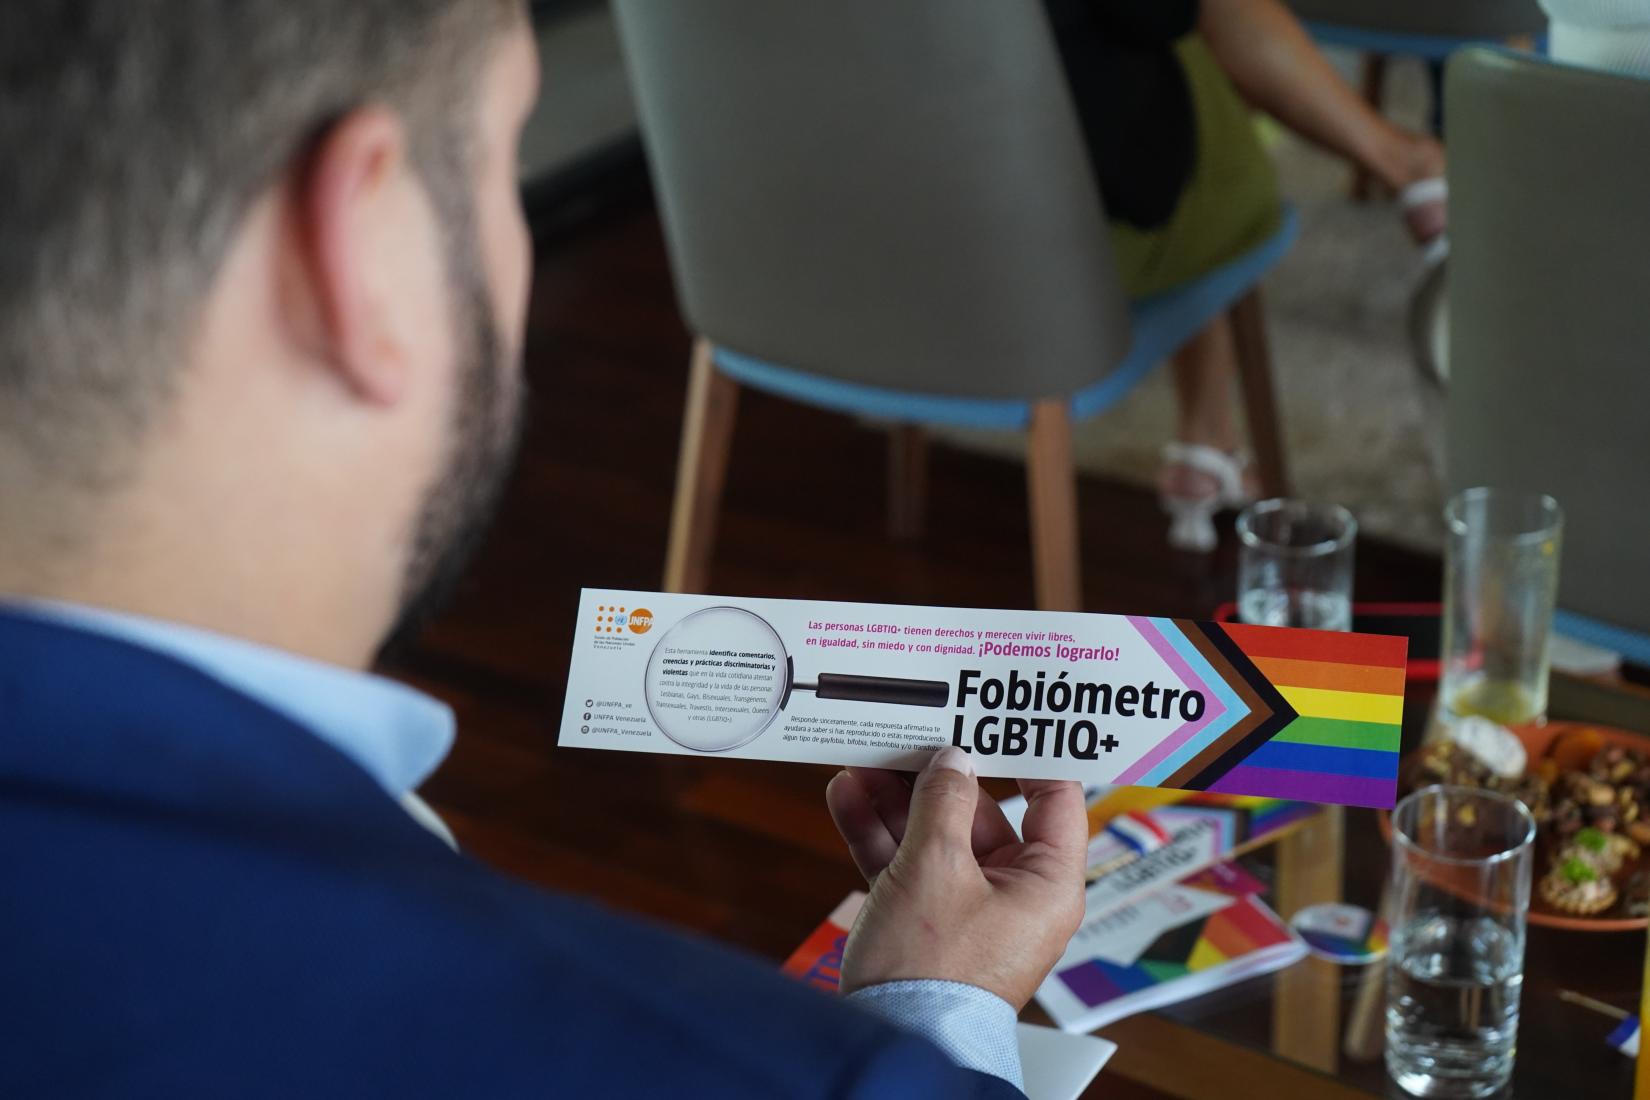 UNFPA
Fondo de Población
de las Naciones Unidas
Venezuela
@UNFPA_ve
UNFPA Venezuela
@UNFPA_Venezuela
Esta herramienta identifica comentarios,
creencias y prácticas discriminatorias y
violentas que en la vida cotidiana atentan
contra la integridad y la vida de las personas
Lesbianas, Gays, Bisexuales, Transgéneros,
Transexuales, Travestis, Intersexuales, Queers
y otras (LGBTIQ+).
Las personas LGBTIQ+ tienen derechos y merecen vivir libres,
en igualdad, sin miedo y con dignidad. ¡Podemos lograrlo!
Fobiómetro
LGBTIQ+
Responde sinceramente, cada respuesta afirmativa te
ayudara a saber si has reproducido o estás reproduciendo
algun tipo de gayfobia, bifobia, lesbofobia y/o
LGBTIQ+